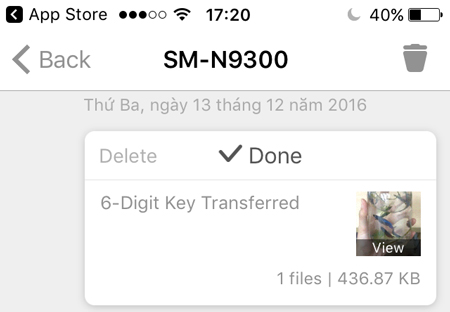 App Store 17:20 40%
Back SM-N9300
Thứ Ba, ngày 13 tháng 12 năm 2016
Delete Done
6-Digit Key Transferred
View
1 files | 436.87 KB